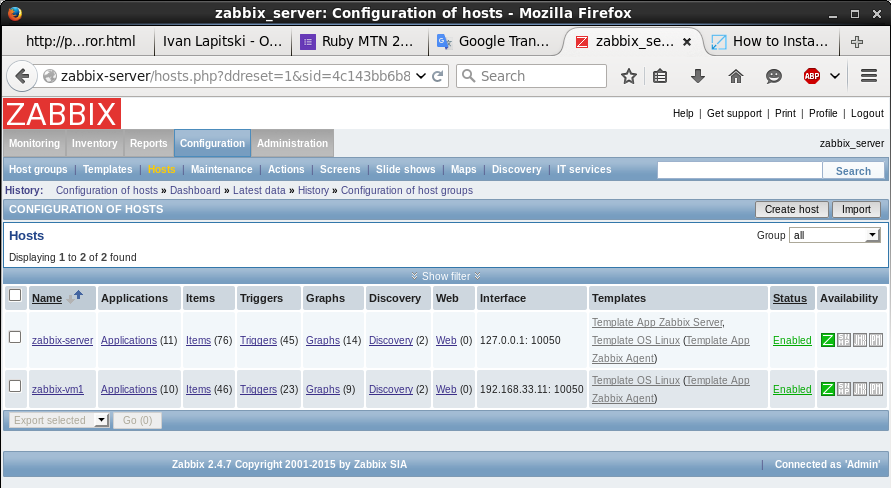 zabbix_server: Configuration of hosts - Mozilla Firefox
http://p...ror.html Ivan Lapitski - O... Ruby MTN 2... Google Tran... zabbix_se... How to Insta...
zabbix-server/hosts.php?ddreset=1&sid=4c143bb6b8 Search ABP
ZABBIX
Help | Get support | Print | Profile | Logout
Monitoring Inventory Reports Configuration Administration zabbix_server
Host groups | Templates | Hosts | Maintenance | Actions | Screens | Slide shows | Maps | Discovery | IT services Search
History: Configuration of hosts » Dashboard » Latest data » History » Configuration of host groups
CONFIGURATION OF HOSTS Create host Import
Hosts Group all
Displaying 1 to 2 of 2 found
Show filter
Name Applications Items Triggers Graphs Discovery Web Interface Templates Status Availability
zabbix-server Applications (11) Items (76) Triggers (45) Graphs (14) Discovery (2) Web (0) 127.0.0.1: 10050 Template App Zabbix Server,
Template OS Linux (Template App
Zabbix Agent) Enabled
zabbix-vm1 Applications (10) Items (46) Triggers (23) Graphs (9) Discovery (2) Web (0) 192.168.33.11: 10050 Template OS Linux (Template App
Zabbix Agent) Enabled
Export selected Go (0)
Zabbix 2.4.7 Copyright 2001-2015 by Zabbix SIA | Connected as 'Admin'